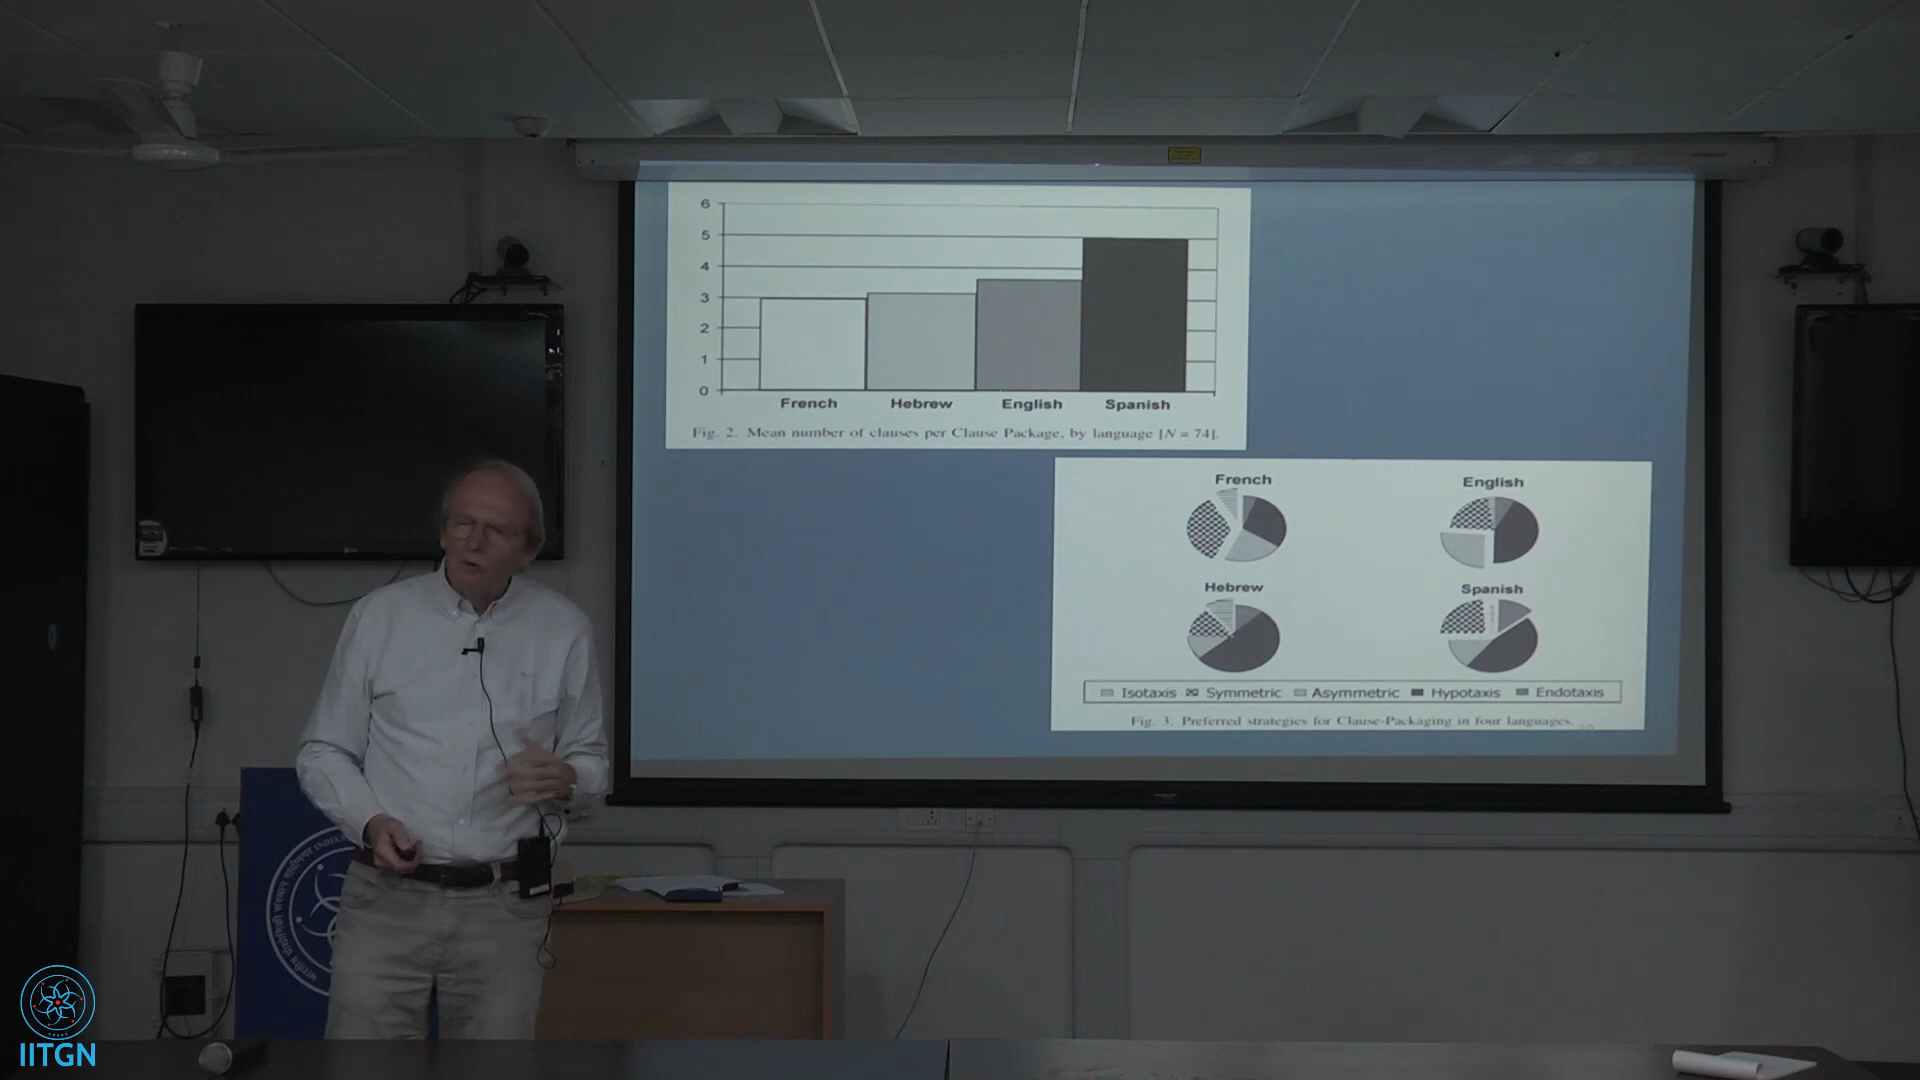 6
5
4
3
2
1
0
French Hebrew English Spanish
Fig. 2. Mean number of clauses per Clause Package, by language [N = 74].
French English
Hebrew Spanish
Isotaxis Symmetric Asymmetric Hypotaxis Endotaxis
Fig. 3. Preferred strategies for Clause-Packaging in four languages.
IITGN